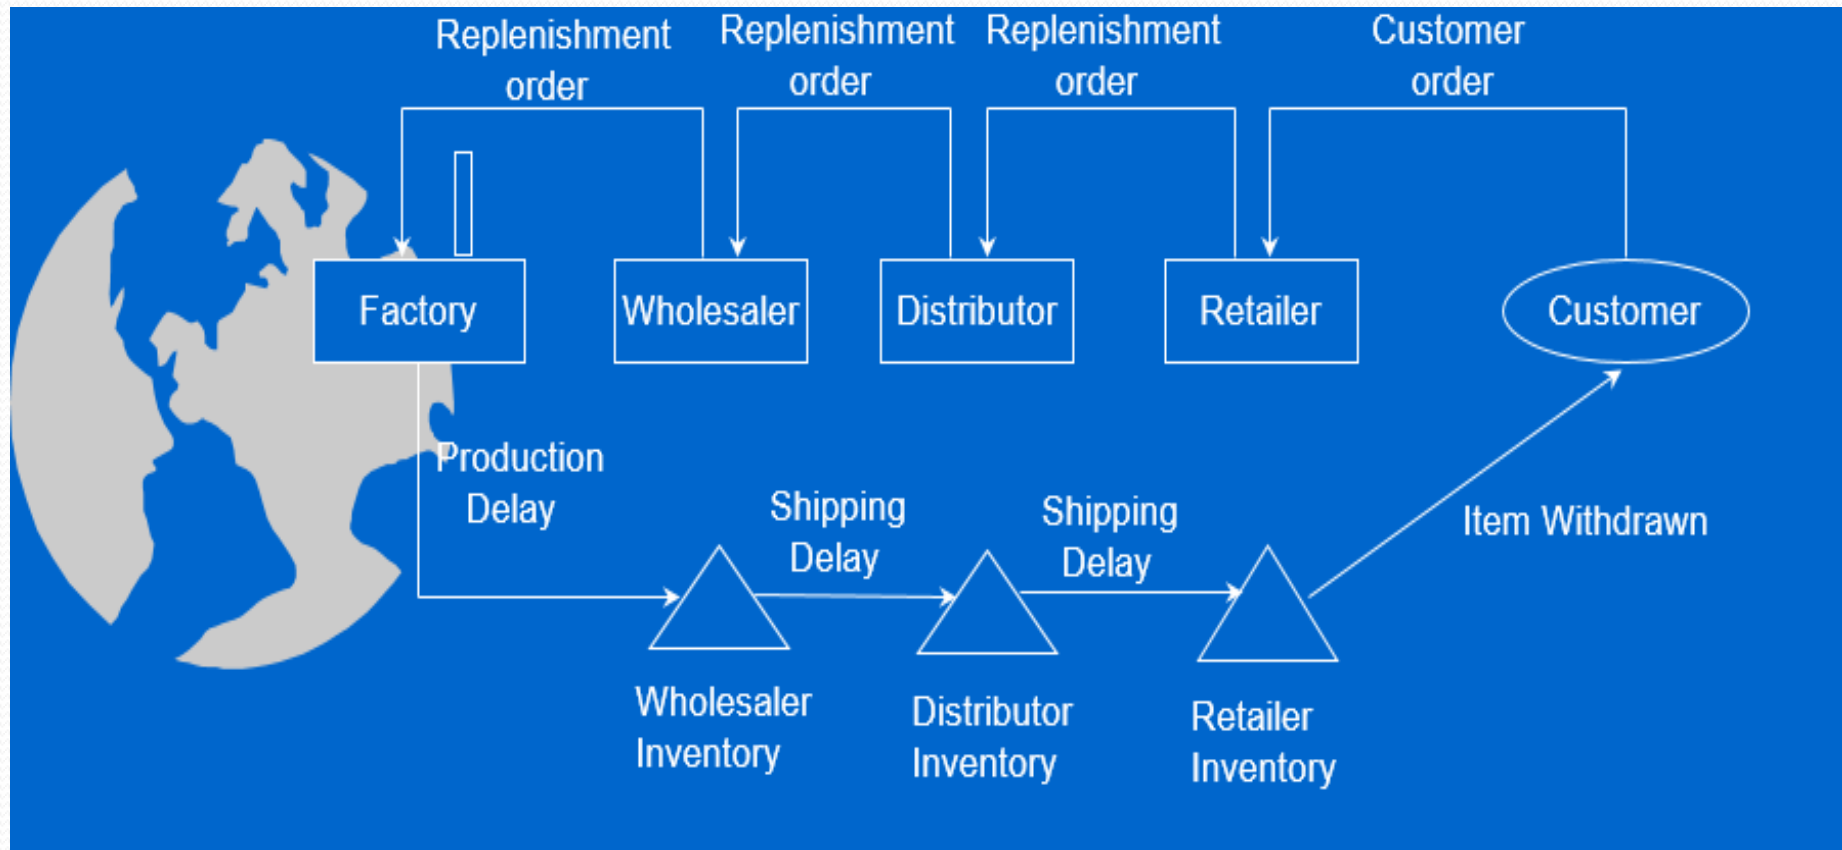 Replenishment
order
Replenishment
order
Replenishment
order
Customer
order
Factory
Wholesaler
Distributor
Retailer
Customer
Production
Delay
Shipping
Delay
Shipping
Delay
Item Withdrawn
Wholesaler
Inventory
Distributor
Inventory
Retailer
Inventory